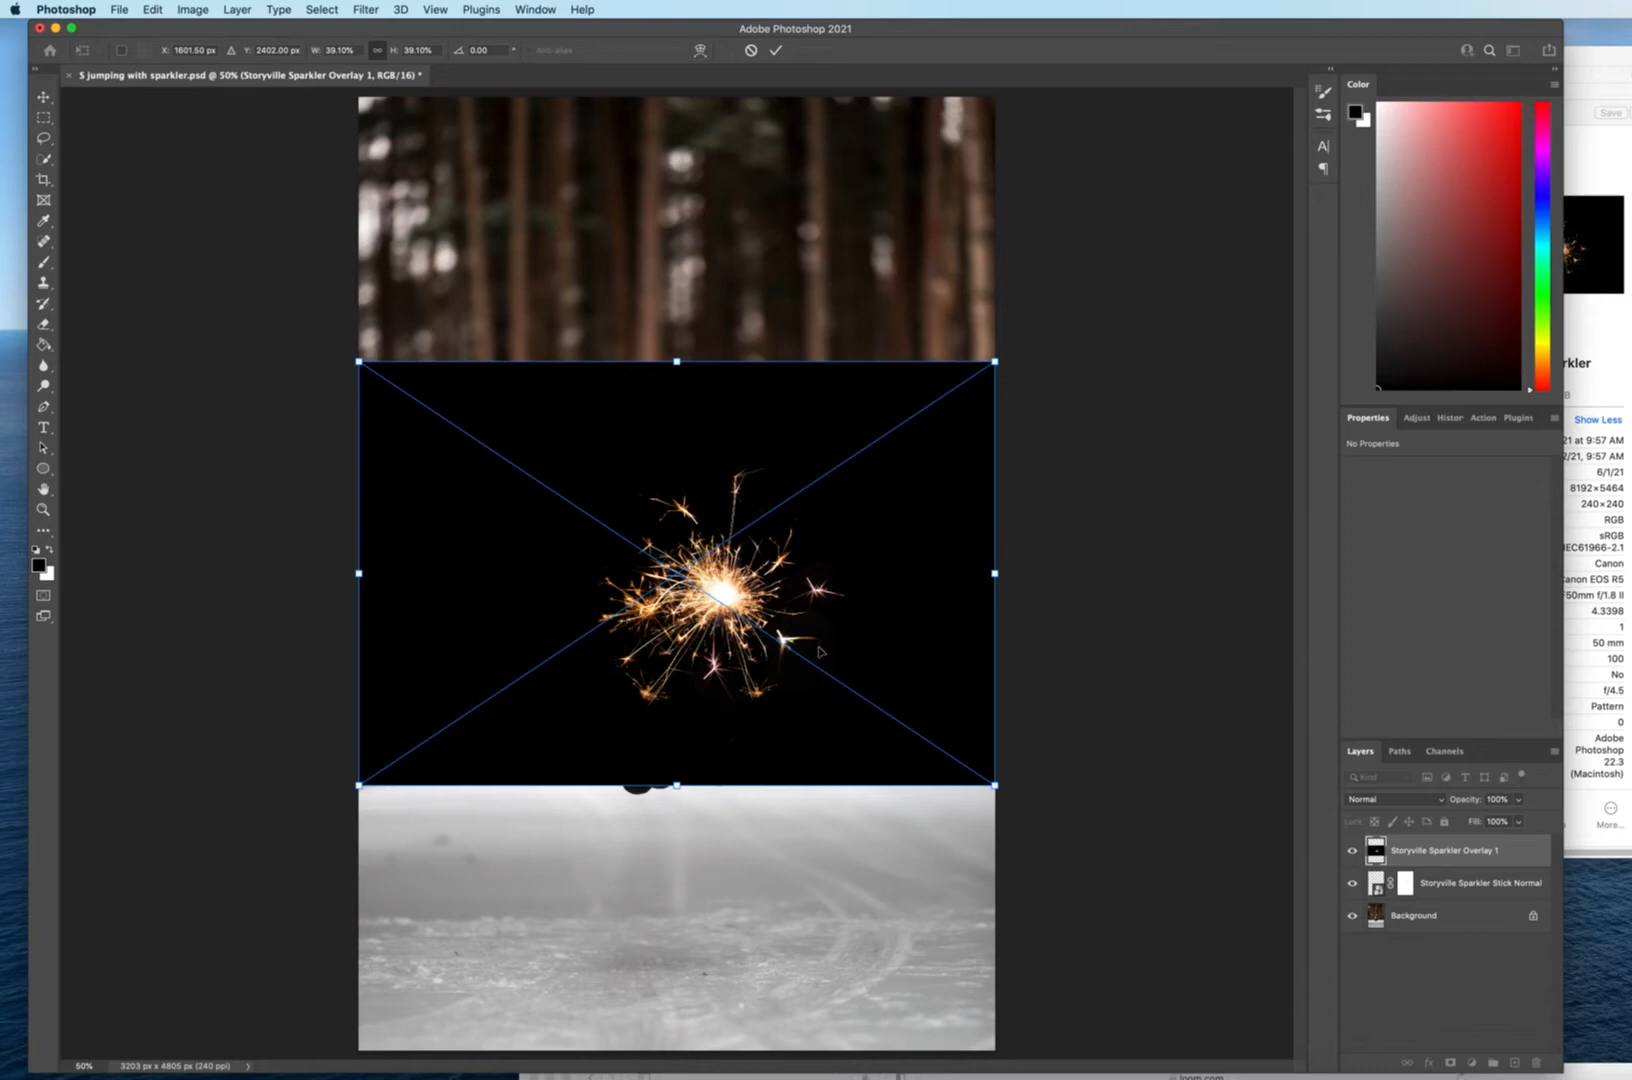 Photoshop File Edit Image Layer Type Select Filter 3D View Plugins Window Help
Adobe Photoshop 2021
X: 1601.50 px Y: 2402.00 px W: 39.10% H: 39.10% 0.00 ° Anti-alias
× S jumping with sparkler.psd @ 50% (Storyville Sparkler Overlay 1, RGB/16) *
Color
Save
rkler
B
Properties Adjust Histor Action Plugins
Show Less
No Properties
21 at 9:57 AM
/21, 9:57 AM
6/1/21
8192×5464
240×240
RGB
sRGB
IEC61966-2.1
Canon
Canon EOS R5
F50mm f/1.8 II
4.3398
1
50 mm
100
No
f/4.5
Pattern
0
Adobe
Photoshop
22.3
(Macintosh)
More...
Layers Paths Channels
Kind
Normal Opacity: 100%
Lock: Fill: 100%
Storyville Sparkler Overlay 1
Storyville Sparkler Stick Normal
Background
50% 3203 px x 4805 px (240 ppi)
loom.com